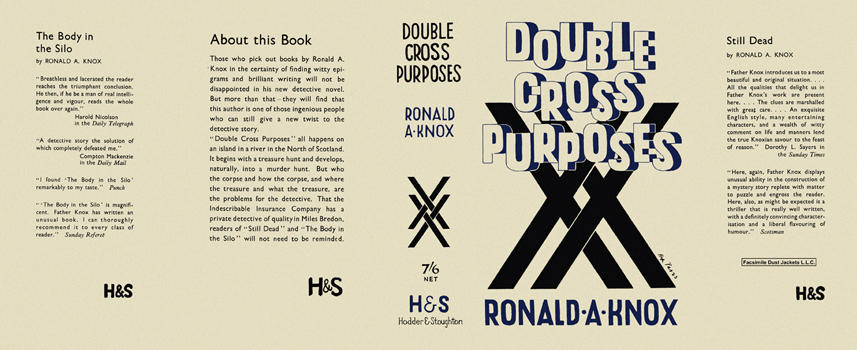 The Body in
the Silo
by RONALD A. KNOX
"Breathless and lacerated the reader
reaches the triumphant conclusion.
He then, if he be a man of real intelli-
gence and vigour, reads the whole
book over again."
Harold Nicolson
in the Daily Telegraph
"A detective story the solution of
which completely defeated me."
Compton Mackenzie
in the Daily Mail
"I found 'The Body in the Silo'
remarkably to my taste." Punch
"'The Body in the Silo' is magnifi-
cent. Father Knox has written an
unusual book. I can thoroughly
recommend it to every class of
reader." Sunday Referee
H&S
About this Book
Those who pick out books by Ronald A.
Knox in the certainty of finding witty epi-
grams and brilliant writing will not be
disappointed in his new detective novel.
But more than that—they will find that
this author is one of those ingenious people
who can still give a new twist to the
detective story.
"Double Cross Purposes" all happens on
an island in a river in the North of Scotland.
It begins with a treasure hunt and develops,
naturally, into a murder hunt. But who
the corpse and how the corpse, and where
the treasure and what the treasure, are
the problems for the detective. That the
Indescribable Insurance Company has a
private detective of quality in Miles Bredon,
readers of "Still Dead" and "The Body in
the Silo" will not need to be reminded.
H&S
DOUBLE
CROSS
PURPOSES
RONALD
A·KNOX
7/6
NET
H&S
Hodder & Stoughton
DOUBLE
CROSS
PURPOSES
RONALD·A·KNOX
Still Dead
by RONALD A. KNOX
"Father Knox introduces us to a most
beautiful and original situation. . . .
All the qualities that delight us in
Father Knox's work are present
here. . . . The clues are marshalled
with great care. . . . An exquisite
English style, many entertaining
characters, and a wealth of witty
comment on life and manners lend
the true Knoxian savour to the feast
of reason." Dorothy L. Sayers in
the Sunday Times
"Here, again, Father Knox displays
unusual ability in the construction of
a mystery story replete with matter
to puzzle and engross the reader.
Here, also, as might be expected is a
thriller that is really well written,
with a definitely convincing character-
isation and a liberal flavouring of
humour." Scotsman
Facsimile Dust Jackets L.L.C.
H&S